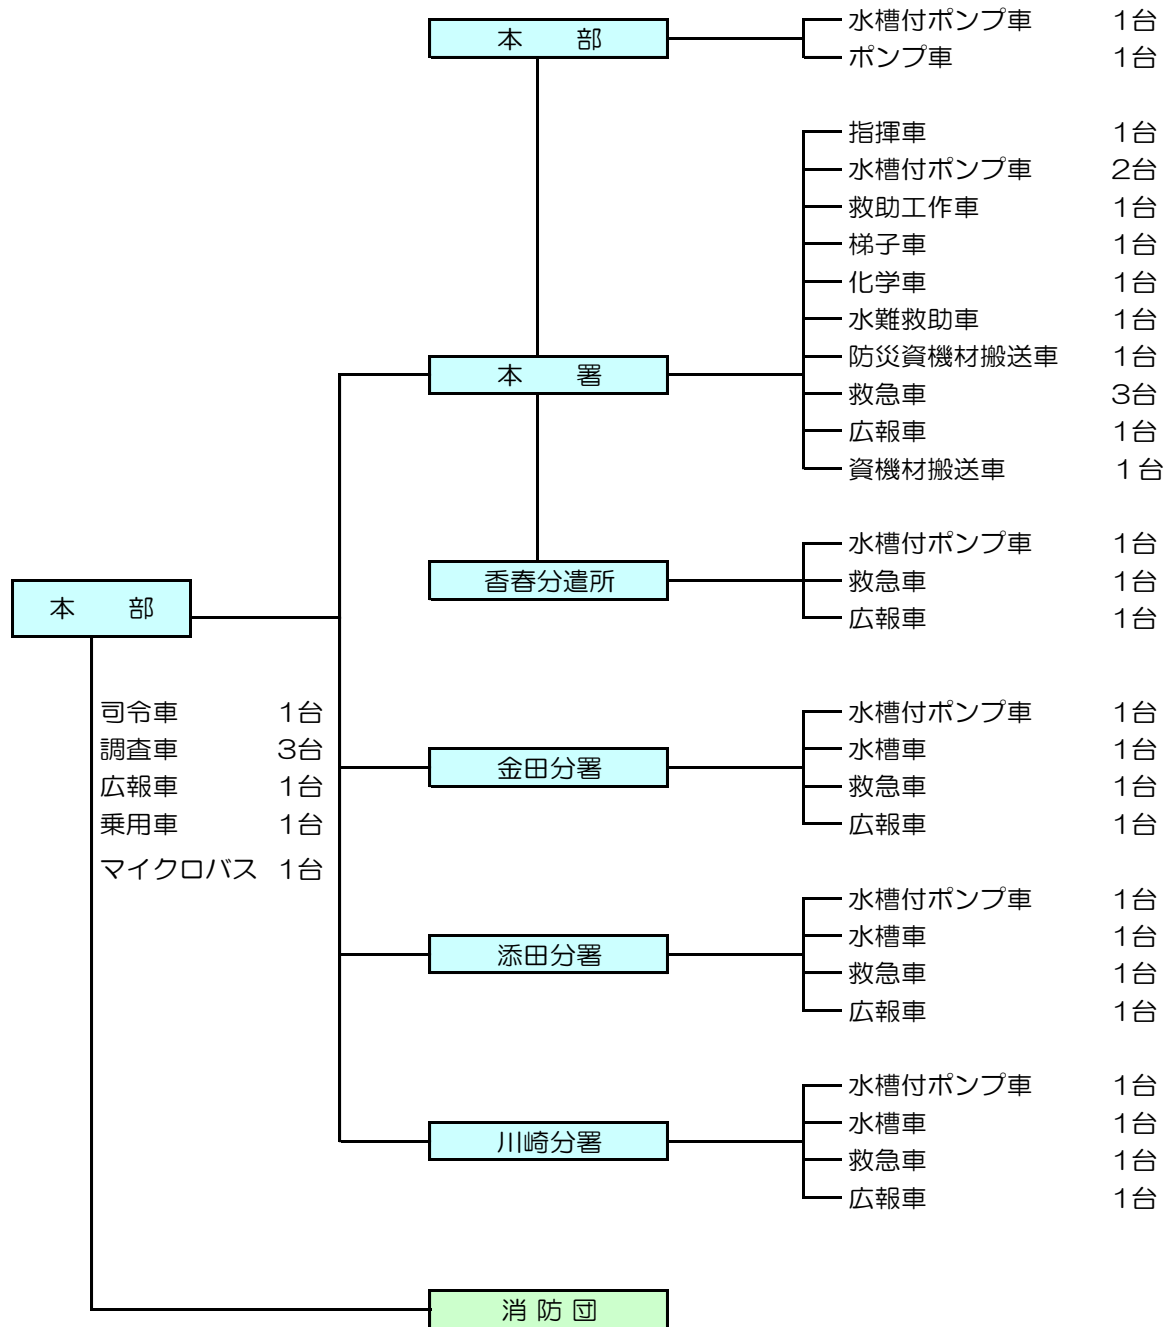 本　　部
水槽付ポンプ車　1台
ポンプ車　1台
指揮車　1台
水槽付ポンプ車　2台
救助工作車　1台
梯子車　1台
化学車　1台
水難救助車　1台
防災資機材搬送車　1台
本　　署
救急車　3台
広報車　1台
資機材搬送車　１台
水槽付ポンプ車　1台
香春分遣所
救急車　1台
広報車　1台
本　　部
司令車　1台
調査車　3台
広報車　1台
乗用車　1台
マイクロバス　1台
水槽付ポンプ車　1台
水槽車　1台
金田分署
救急車　1台
広報車　1台
水槽付ポンプ車　1台
水槽車　1台
添田分署
救急車　1台
広報車　1台
水槽付ポンプ車　1台
水槽車　1台
川崎分署
救急車　1台
広報車　1台
消 防 団